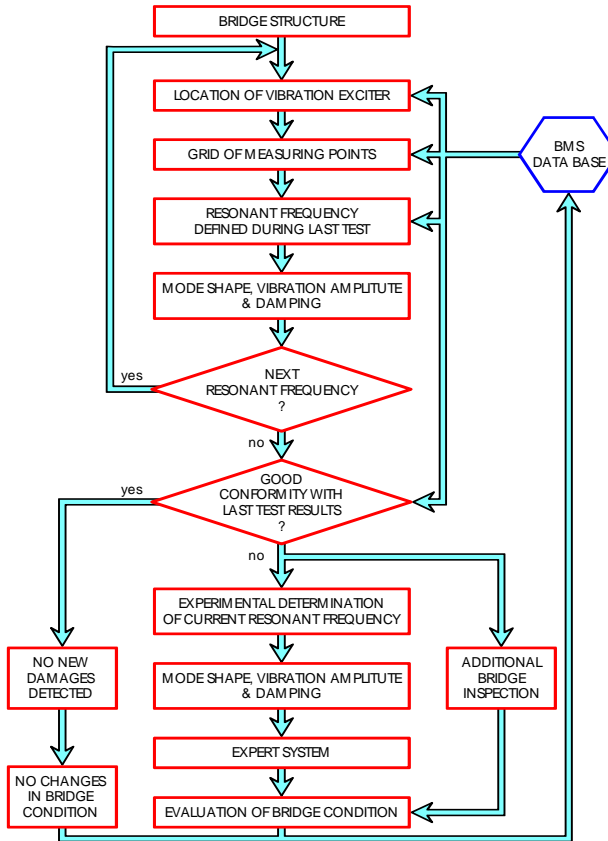 BRIDGE STRUCTURE
LOCATION OF VIBRATION EXCITER
GRID OF MEASURING POINTS
BMS
DATA BASE
RESONANT FREQUENCY
DEFINED DURING LAST TEST
MODE SHAPE, VIBRATION AMPLITUTE
& DAMPING
yes
NEXT
RESONANT FREQUENCY
?
no
yes
GOOD
CONFORMITY WITH
LAST TEST RESULTS
?
no
EXPERIMENTAL DETERMINATION
OF CURRENT RESONANT FREQUENCY
NO NEW
DAMAGES
DETECTED
MODE SHAPE, VIBRATION AMPLITUTE
& DAMPING
ADDITIONAL
BRIDGE
INSPECTION
EXPERT SYSTEM
NO CHANGES
IN BRIDGE
CONDITION
EVALUATION OF BRIDGE CONDITION